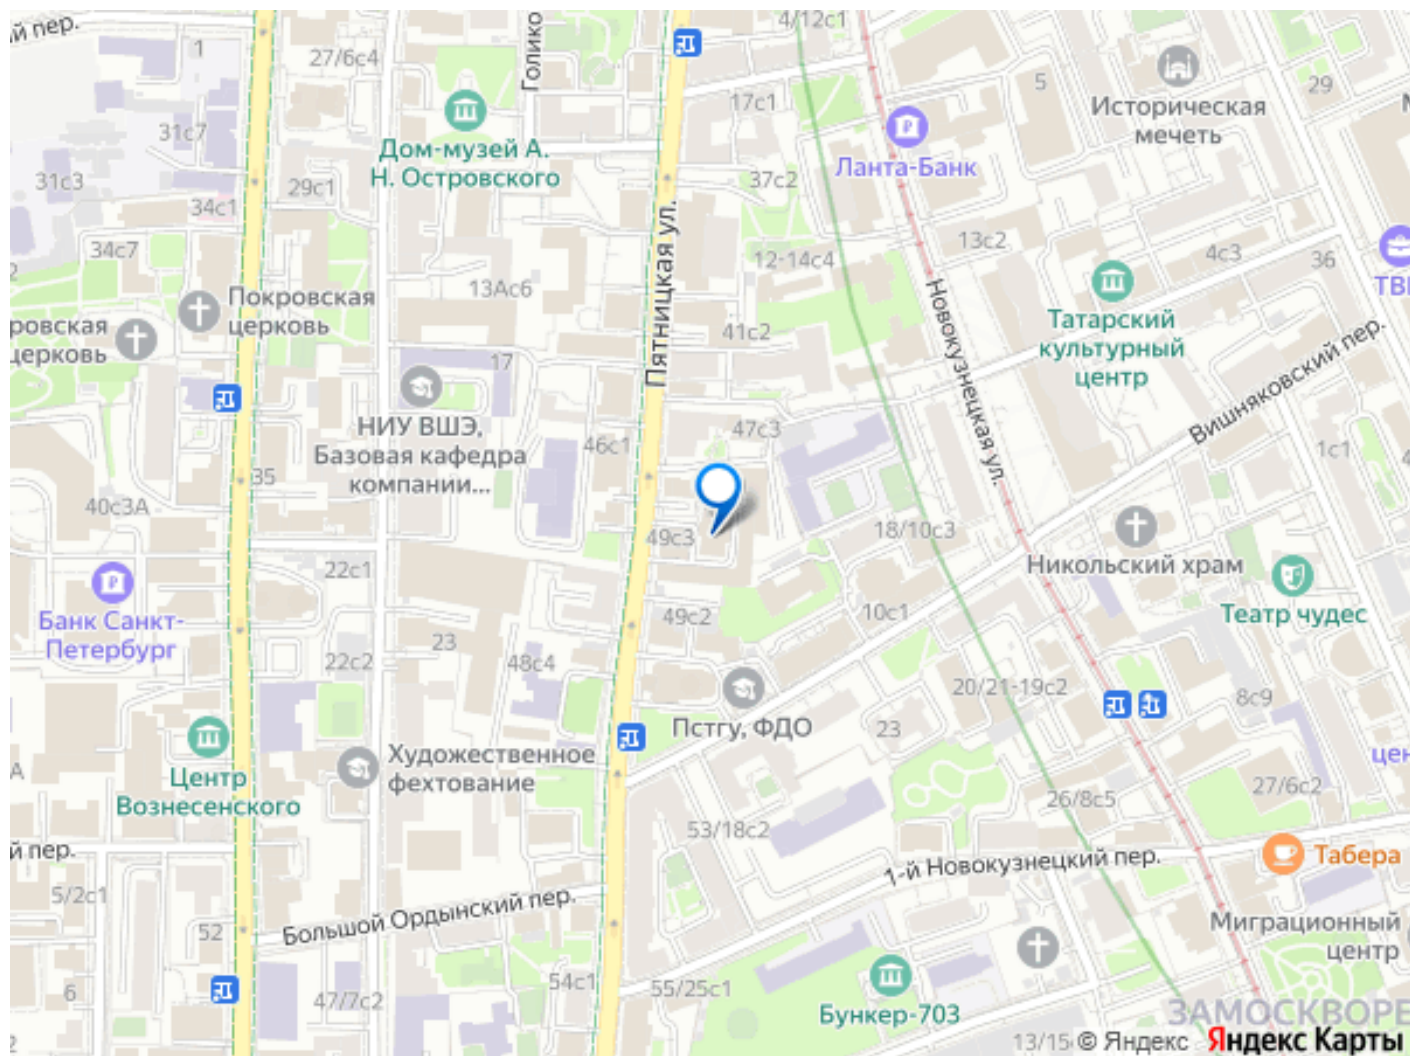 й пер.
1
27/6с4
Голико
4/12с1
5
29
Историческая
мечеть
31с7
17с1
Дом-музей А.
Н. Островского
Ланта-Банк
31с3
29с1
34с1
37с2
34с7
13с2
4с3
36
12-14с4
13Ас6
Пятницкая ул.
Новокузнецкая ул.
ТВ
Покровская
церковь
ровская
церковь
41с2
Татарский
культурный
центр
17
Вишняковский пер.
НИУ ВШЭ,
Базовая кафедра
компании...
46с1
47с3
1с1
35
40с3А
49с3
18/10с3
Никольский храм
22с1
Банк Санкт-
Петербург
Театр чудес
49с2
10с1
23
22с2
48с4
20/21-19с2
8с9
Пстгу, ФДО
23
Художественное
фехтование
Центр
Вознесенского
цен
27/6с2
26/8с5
53/18с2
й пер.
1-й Новокузнецкий пер.
Табера
5/2с1
Большой Ордынский пер.
52
Миграционный
центр
54с1
55/25с1
6
47/7с2
Бункер-703
ЗАМОСКВОРЕ
13/15
© Яндекс
Яндекс Карты